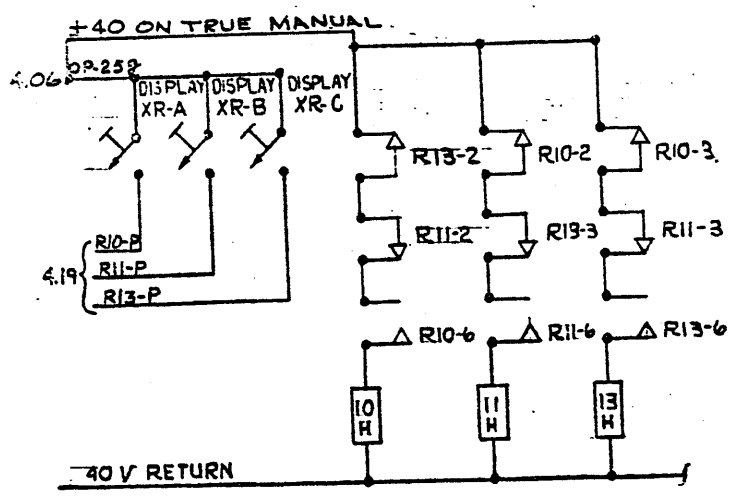 +40 ON TRUE MANUAL
4.06
OP-25g
DISPLAY XR-A
DISPLAY XR-B
DISPLAY XR-C
R13-2
R10-2
R10-3
R11-2
R13-3
R11-3
R10-P
4.19
R11-P
R13-P
R10-6
R11-6
R13-6
10 H
11 H
13 H
40 V RETURN